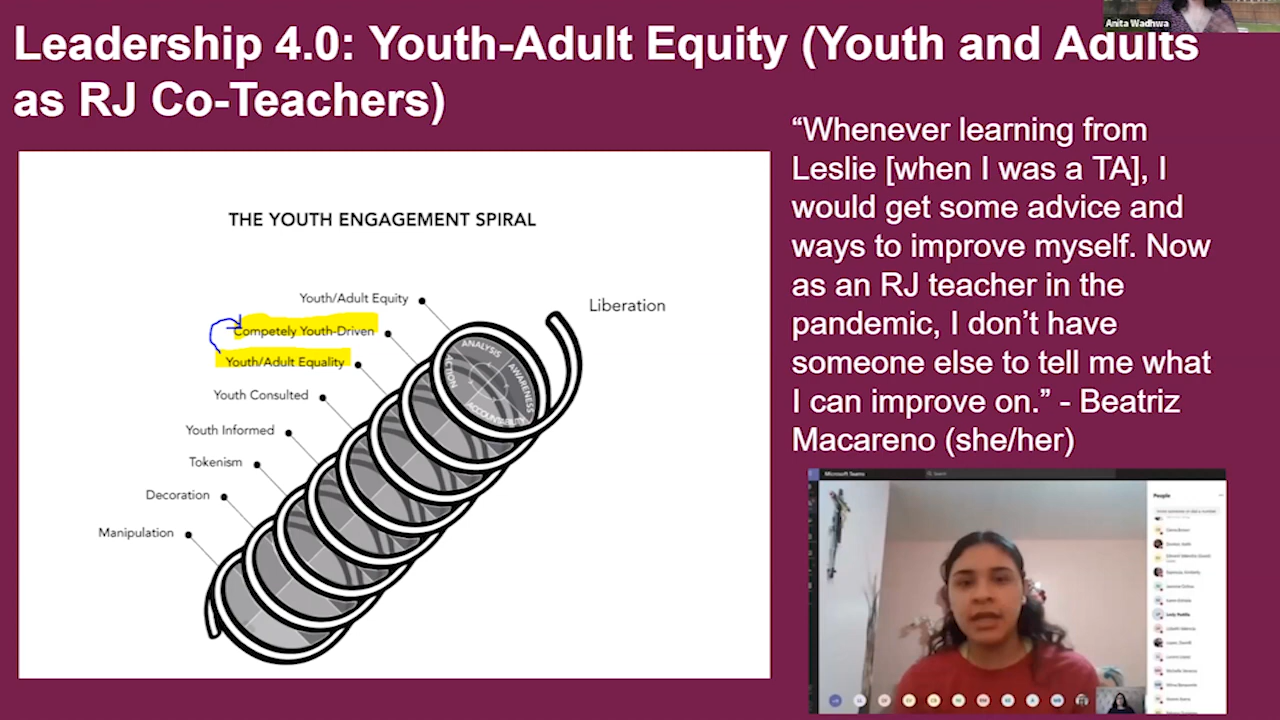 Anita Wadhwa
Leadership 4.0: Youth-Adult Equity (Youth and Adults
as RJ Co-Teachers)
“Whenever learning from
Leslie [when I was a TA], I
would get some advice and
ways to improve myself. Now
as an RJ teacher in the
pandemic, I don’t have
someone else to tell me what
I can improve on.” - Beatriz
Macareno (she/her)
THE YOUTH ENGAGEMENT SPIRAL
Liberation
Youth/Adult Equity
Competely Youth-Driven
Youth/Adult Equality
Youth Consulted
Youth Informed
Tokenism
Decoration
Manipulation
ANALYSIS
AWARENESS
ACCOUNTABILITY
ACTION
Microsoft Teams
Search
People